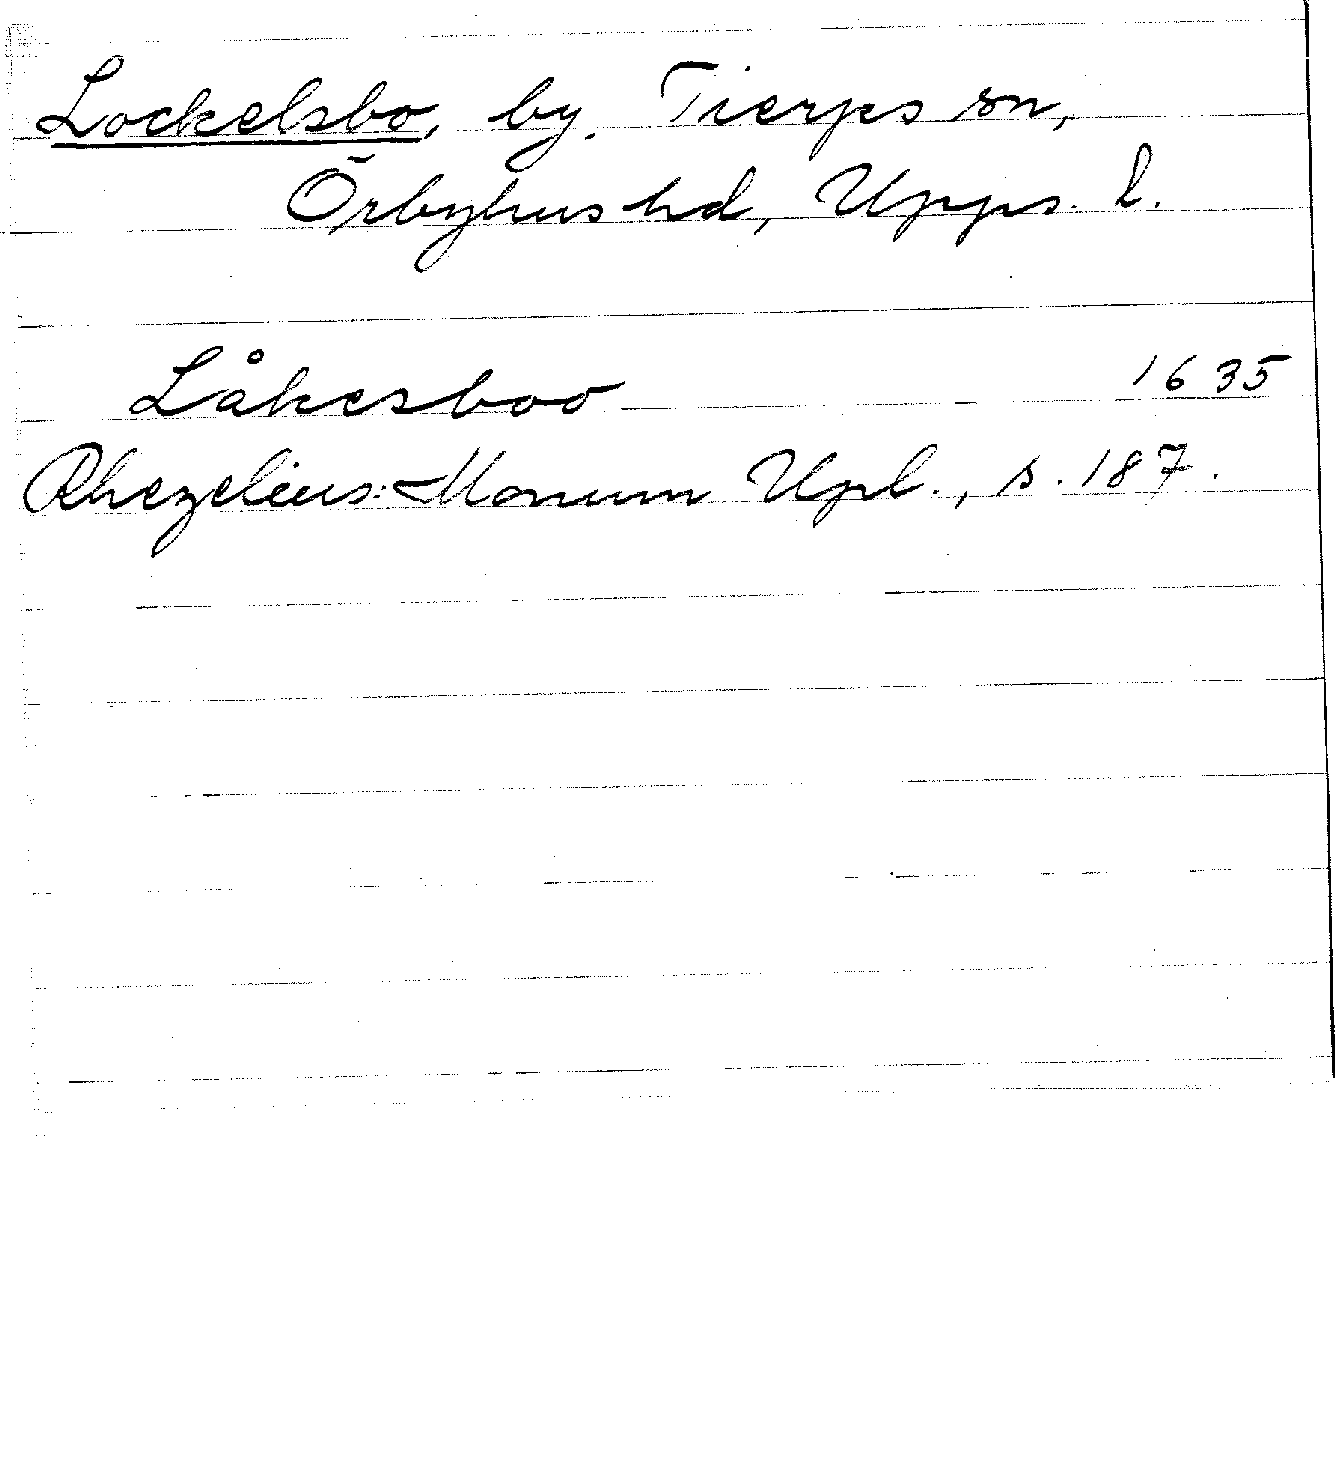 Lockelsbo, by. Tierps sn,
Örbyhus hd, Upps. l.
Låkesboo 1635
Rhezelius: Monum Upl., s. 187.